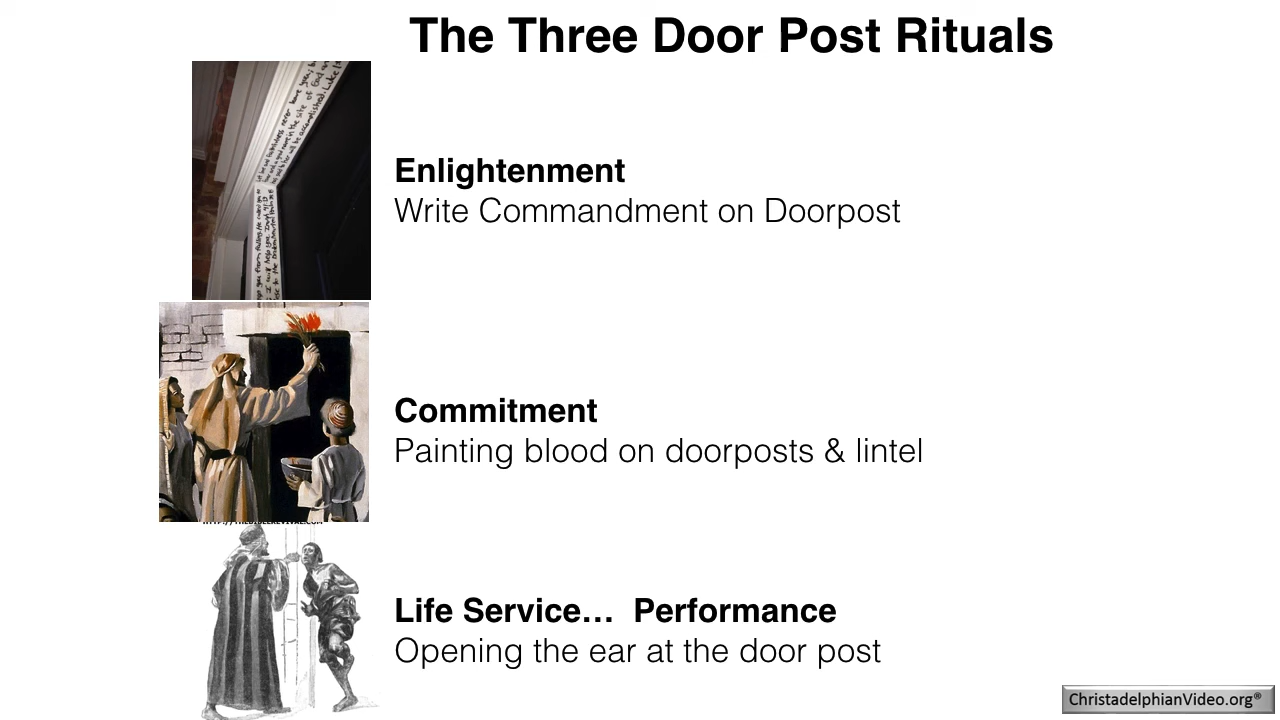 The Three Door Post Rituals
Enlightenment
Write Commandment on Doorpost
Commitment
Painting blood on doorposts & lintel
Life Service… Performance
Opening the ear at the door post
ChristadelphianVideo.org®